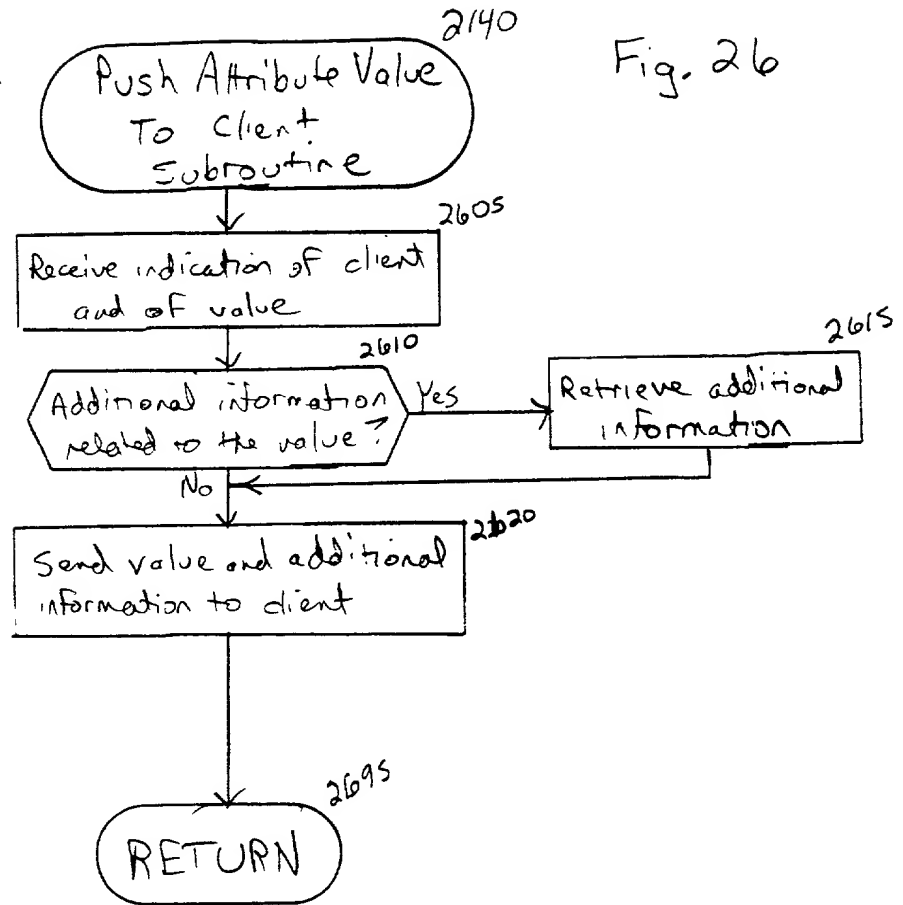 2140
Fig. 26
Push Attribute Value
To Client
Subroutine
2605
Receive indication of client
and of value
2610
2615
Additional information
related to the value?
Yes
Retrieve additional
information
No
2620
Send value and additional
information to client
2695
RETURN